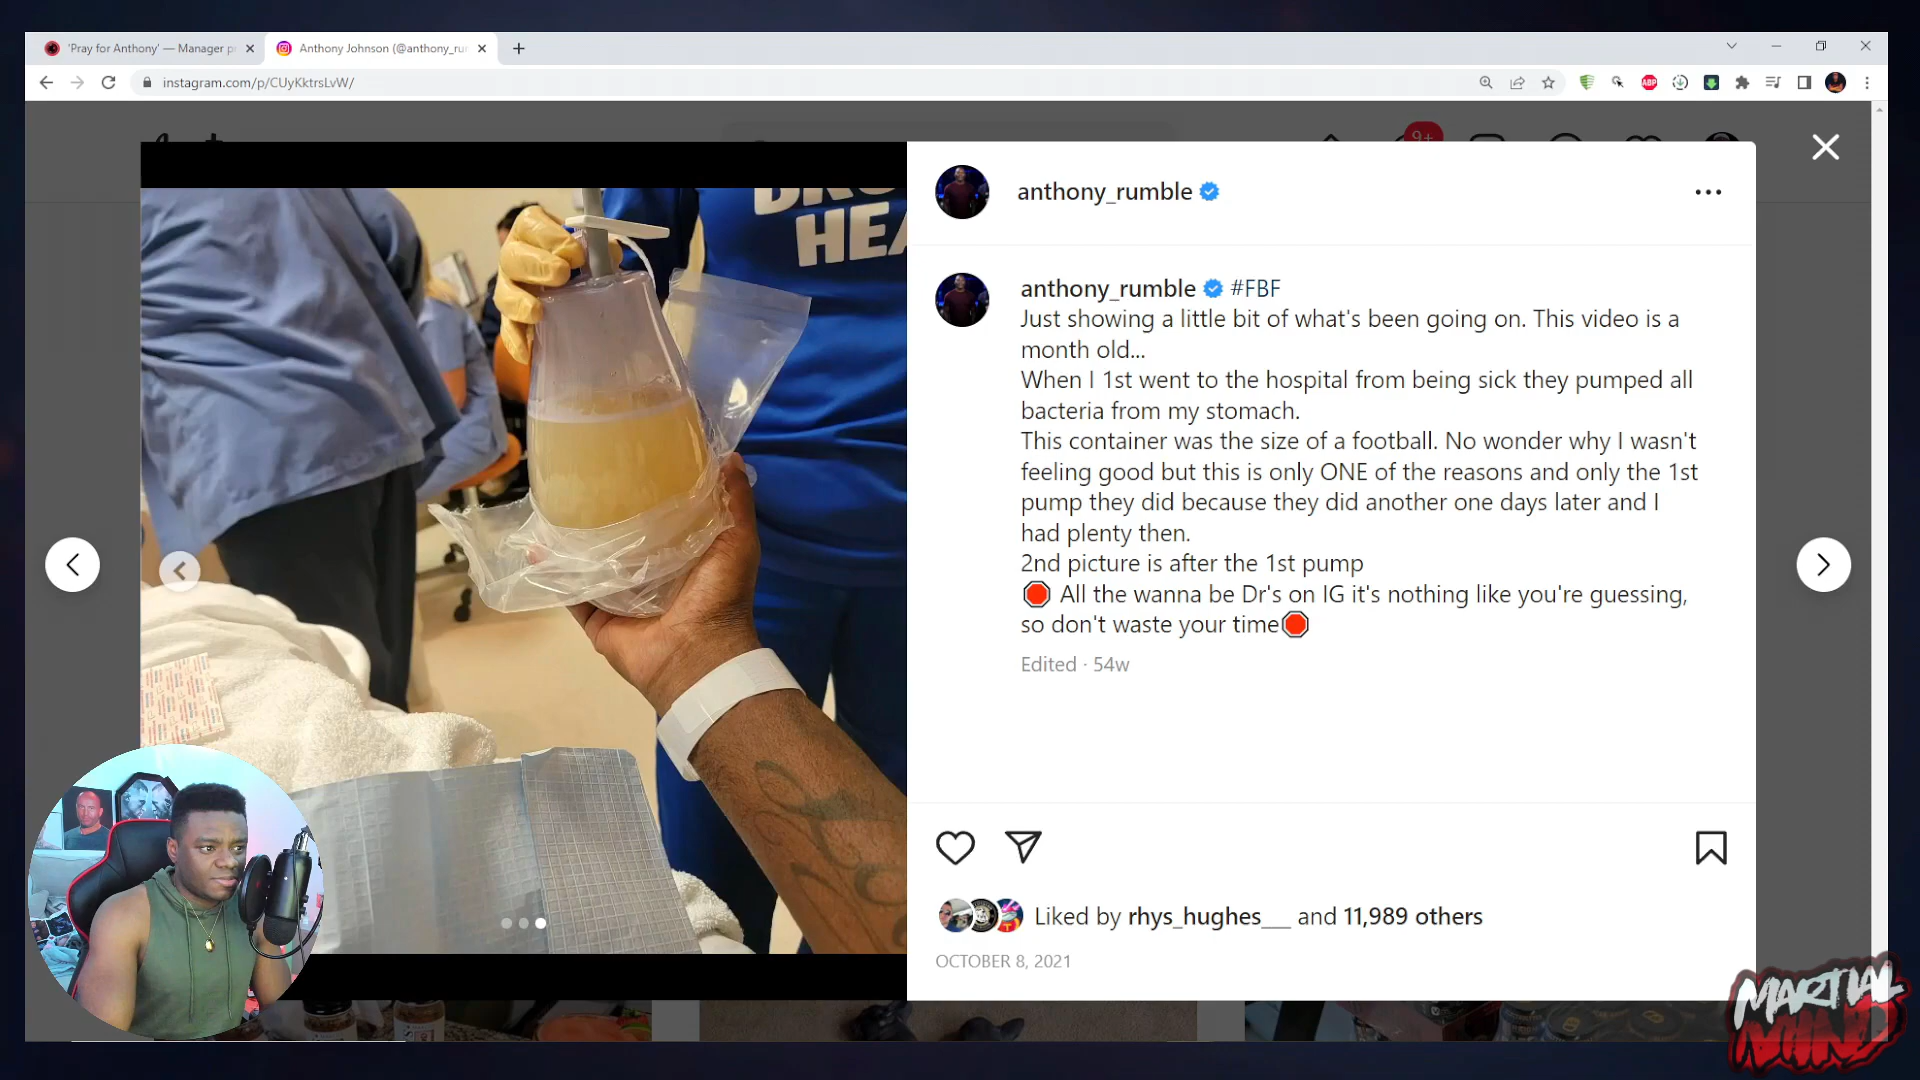 'Pray for Anthony' — Manager p
Anthony Johnson (@anthony_ru
instagram.com/p/CUyKktrsLvW/
ABP
9+
HEA
anthony_rumble
anthony_rumble #FBF
Just showing a little bit of what's been going on. This video is a
month old...
When I 1st went to the hospital from being sick they pumped all
bacteria from my stomach.
This container was the size of a football. No wonder why I wasn't
feeling good but this is only ONE of the reasons and only the 1st
pump they did because they did another one days later and I
had plenty then.
2nd picture is after the 1st pump
🛑 All the wanna be Dr's on IG it's nothing like you're guessing,
so don't waste your time🛑
Edited · 54w
Liked by rhys_hughes___ and 11,989 others
OCTOBER 8, 2021
MARTIAL
MIND